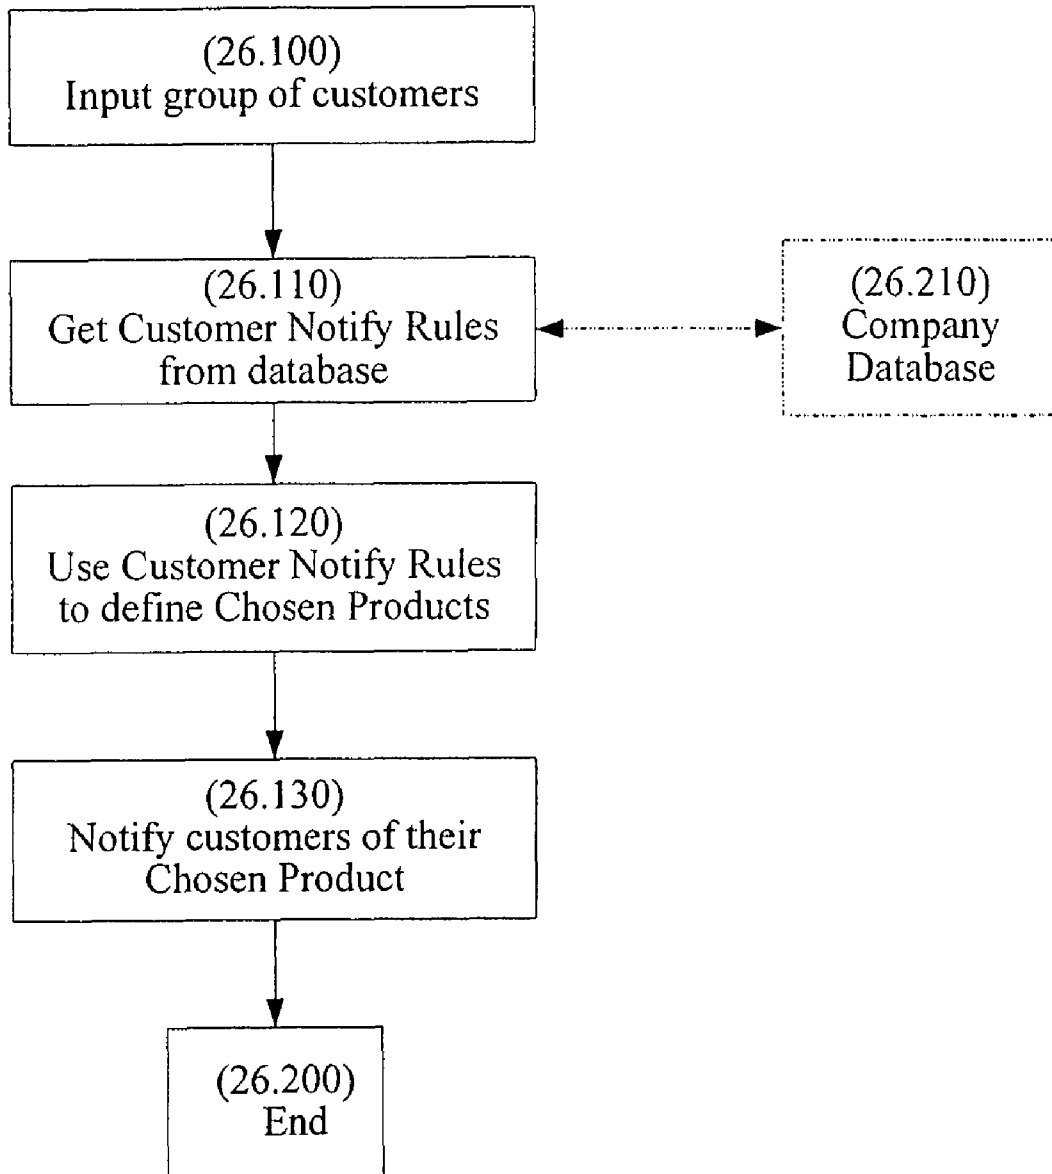 (26.100)
Input group of customers
(26.110)
Get Customer Notify Rules
from database
(26.210)
Company
Database
(26.120)
Use Customer Notify Rules
to define Chosen Products
(26.130)
Notify customers of their
Chosen Product
(26.200)
End